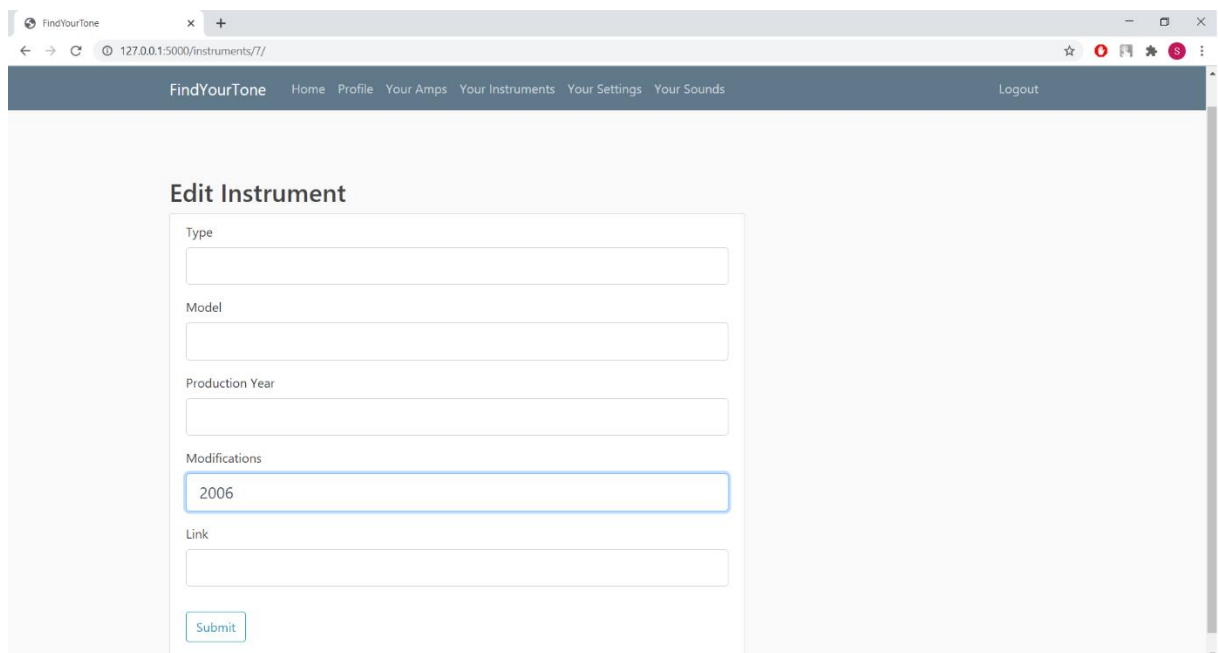 FindYourTone
127.0.0.1:5000/instruments/7/
S
FindYourTone Home Profile Your Amps Your Instruments Your Settings Your Sounds Logout
Edit Instrument
Type
Model
Production Year
Modifications
2006
Link
Submit